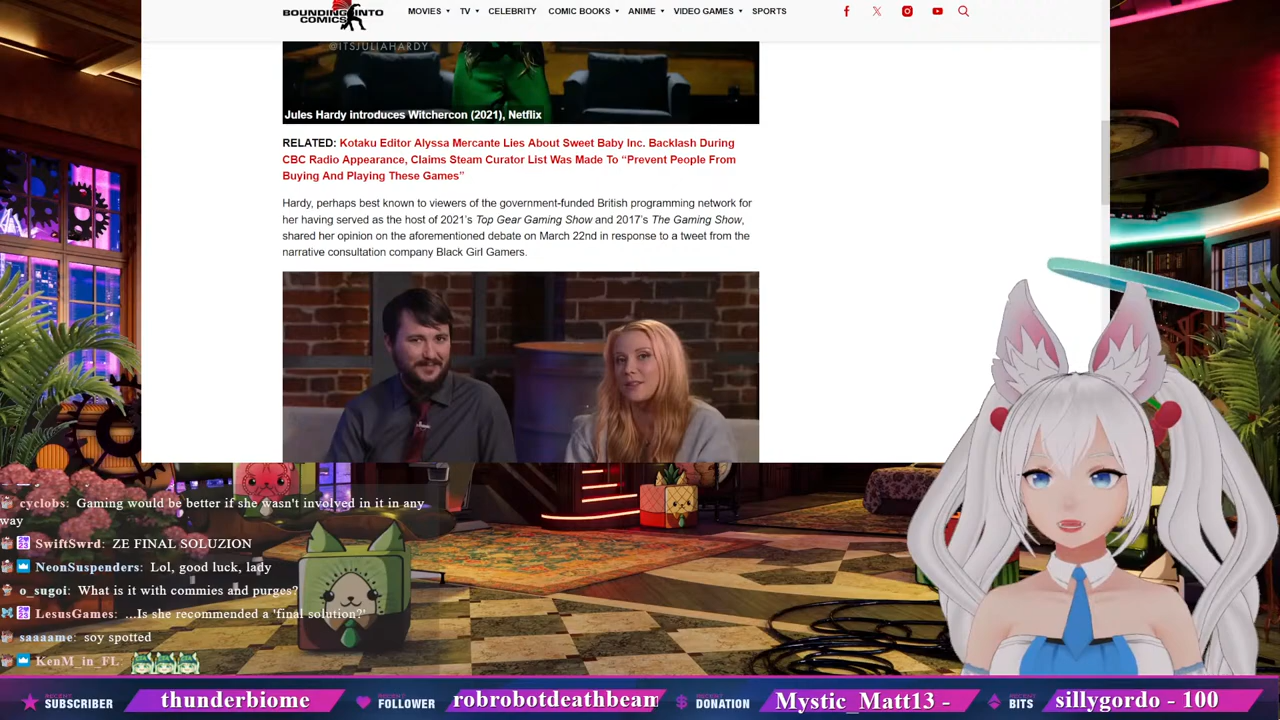 BOUNDING INTO
COMICS
MOVIES TV CELEBRITY COMIC BOOKS ANIME VIDEO GAMES SPORTS
@ITSJULIAHARDY
Jules Hardy introduces Witchercon (2021), Netflix
RELATED: Kotaku Editor Alyssa Mercante Lies About Sweet Baby Inc. Backlash During
CBC Radio Appearance, Claims Steam Curator List Was Made To “Prevent People From
Buying And Playing These Games”
Hardy, perhaps best known to viewers of the government-funded British programming network for
her having served as the host of 2021’s Top Gear Gaming Show and 2017’s The Gaming Show,
shared her opinion on the aforementioned debate on March 22nd in response to a tweet from the
narrative consultation company Black Girl Gamers.
cyclobs: Gaming would be better if she wasn't involved in it in any
way
SwiftSwrd: ZE FINAL SOLUZION
NeonSuspenders: Lol, good luck, lady
o_sugoi: What is it with commies and purges?
LesusGames: ...Is she recommended a 'final solution?'
saaaame: soy spotted
KenM_in_FL:
RECENT SUBSCRIBER thunderbiome
RECENT FOLLOWER robrobotdeathbeam
RECENT DONATION Mystic_Matt13 -
RECENT BITS sillygordo - 100